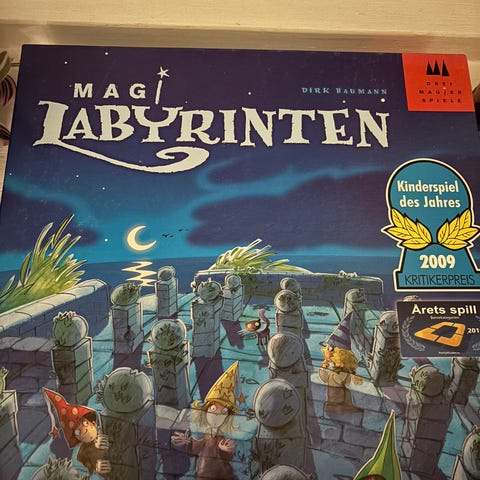 MAGI
LABYRINTEN
DIRK BAUMANN
DREI
MAGIER
SPIELE
Kinderspiel
des Jahres
2009
KRITIKERPREIS
Årets spill